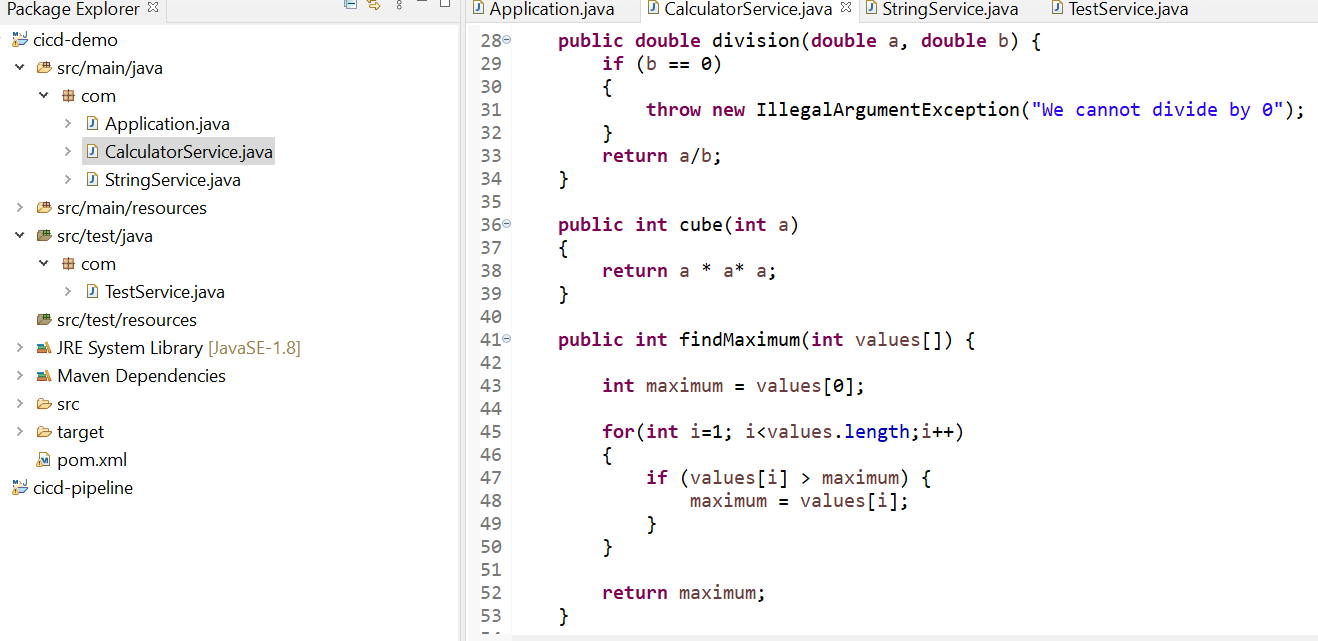 Package Explorer
cicd-demo
src/main/java
com
Application.java
CalculatorService.java
StringService.java
src/main/resources
src/test/java
com
TestService.java
src/test/resources
JRE System Library [JavaSE-1.8]
Maven Dependencies
src
target
pom.xml
cicd-pipeline
Application.java CalculatorService.java StringService.java TestService.java
28 public double division(double a, double b) {
29 if (b == 0)
30 {
31 throw new IllegalArgumentException("We cannot divide by 0");
32 }
33 return a/b;
34 }
35
36 public int cube(int a)
37 {
38 return a * a* a;
39 }
40
41 public int findMaximum(int values[]) {
42
43 int maximum = values[0];
44
45 for(int i=1; i<values.length;i++)
46 {
47 if (values[i] > maximum) {
48 maximum = values[i];
49 }
50 }
51
52 return maximum;
53 }